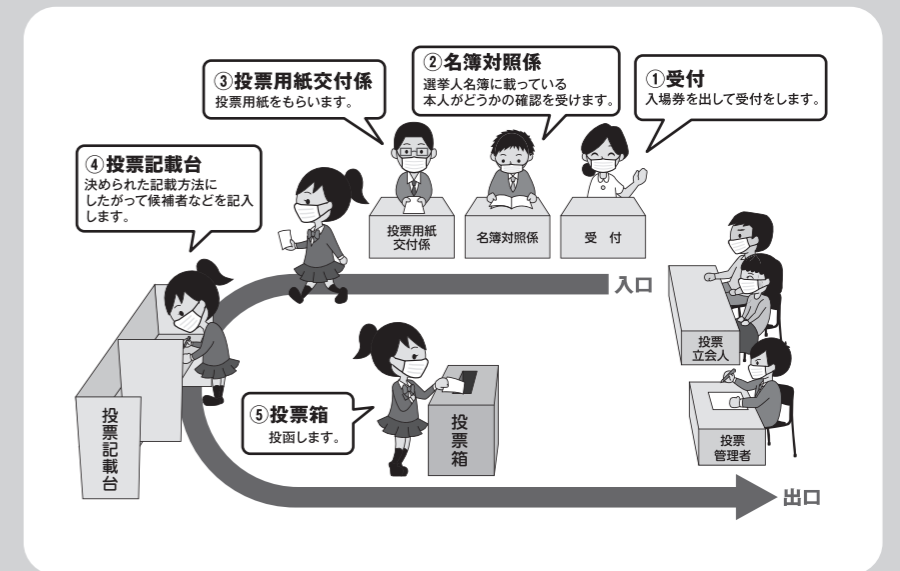 ①受付
入場券を出して受付をします。
②名簿対照係
選挙人名簿に載っている
本人がどうかの確認を受けます。
③投票用紙交付係
投票用紙をもらいます。
④投票記載台
決められた記載方法に
したがって候補者などを記入
します。
⑤投票箱
投函します。
投票用紙
交付係
名簿対照係
受 付
入口
投票
立会人
投票
管理者
投票箱
投票記載台
出口